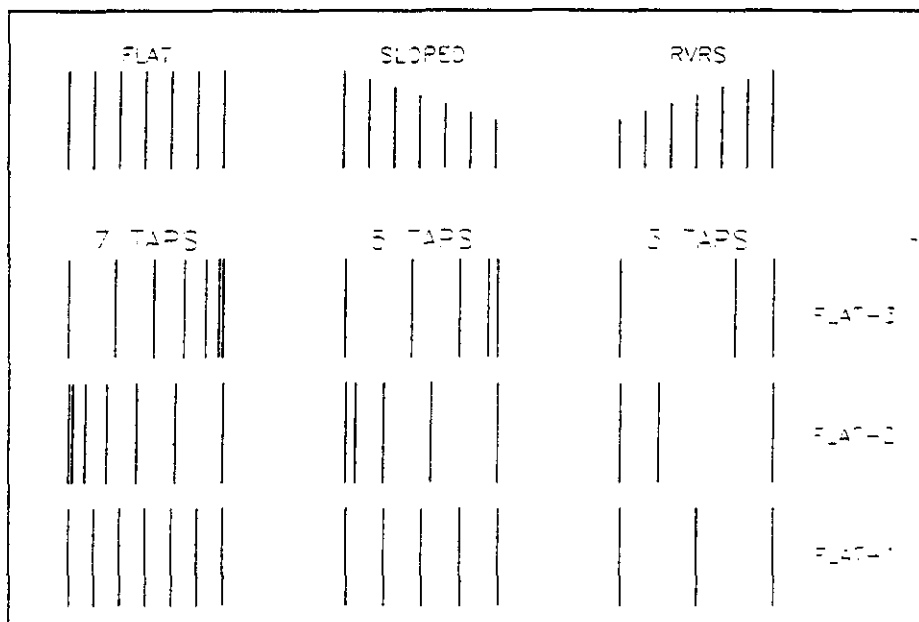 FLAT SLOPED RVRS
7 TAPS 5 TAPS 3 TAPS
FLAT-3
FLAT-2
FLAT-1